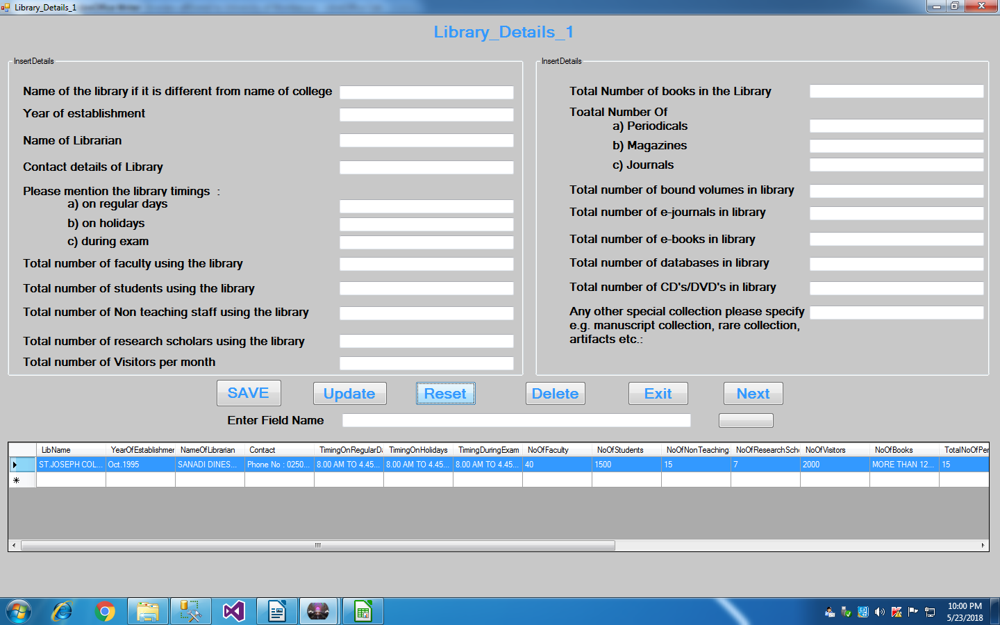 Library_Details_1
Library_Details_1
InsertDetails
Name of the library if it is different from name of college
Year of establishment
Name of Librarian
Contact details of Library
Please mention the library timings :
a) on regular days
b) on holidays
c) during exam
Total number of faculty using the library
Total number of students using the library
Total number of Non teaching staff using the library
Total number of research scholars using the library
Total number of Visitors per month
InsertDetails
Total Number of books in the Library
Toatal Number Of
a) Periodicals
b) Magazines
c) Journals
Total number of bound volumes in library
Total number of e-journals in library
Total number of e-books in library
Total number of databases in library
Total number of CD's/DVD's in library
Any other special collection please specify
e.g. manuscript collection, rare collection,
artifacts etc.:
SAVE Update Reset Delete Exit Next
Enter Field Name
LibName YearOfEstablishmer NameOfLibrarian Contact TimingOnRegularDa TimingOnHolidays TimingDuringExam NoOfFaculty NoOfStudents NoOfNonTeaching NoOfResearchScho NoOfVisitors NoOfBooks TotalNoOfPer
ST.JOSEPH COL... Oct.1995 SANADI DINES... Phone No : 0250... 8.00 AM TO 4.45... 8.00 AM TO 4.45... 8.00 AM TO 4.45... 40 1500 15 7 2000 MORE THAN 12... 15
10:00 PM
5/23/2018